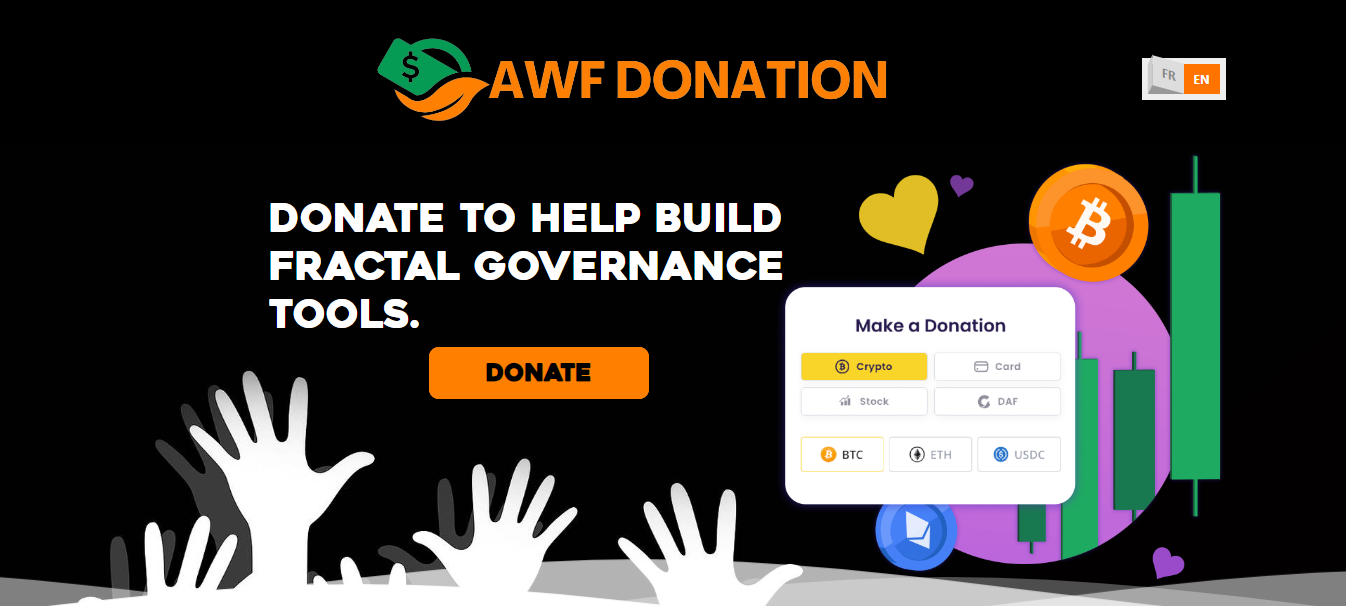 $ AWF DONATION
FR EN
DONATE TO HELP BUILD
FRACTAL GOVERNANCE
TOOLS.
DONATE
Make a Donation
Crypto Card
Stock DAF
BTC ETH USDC